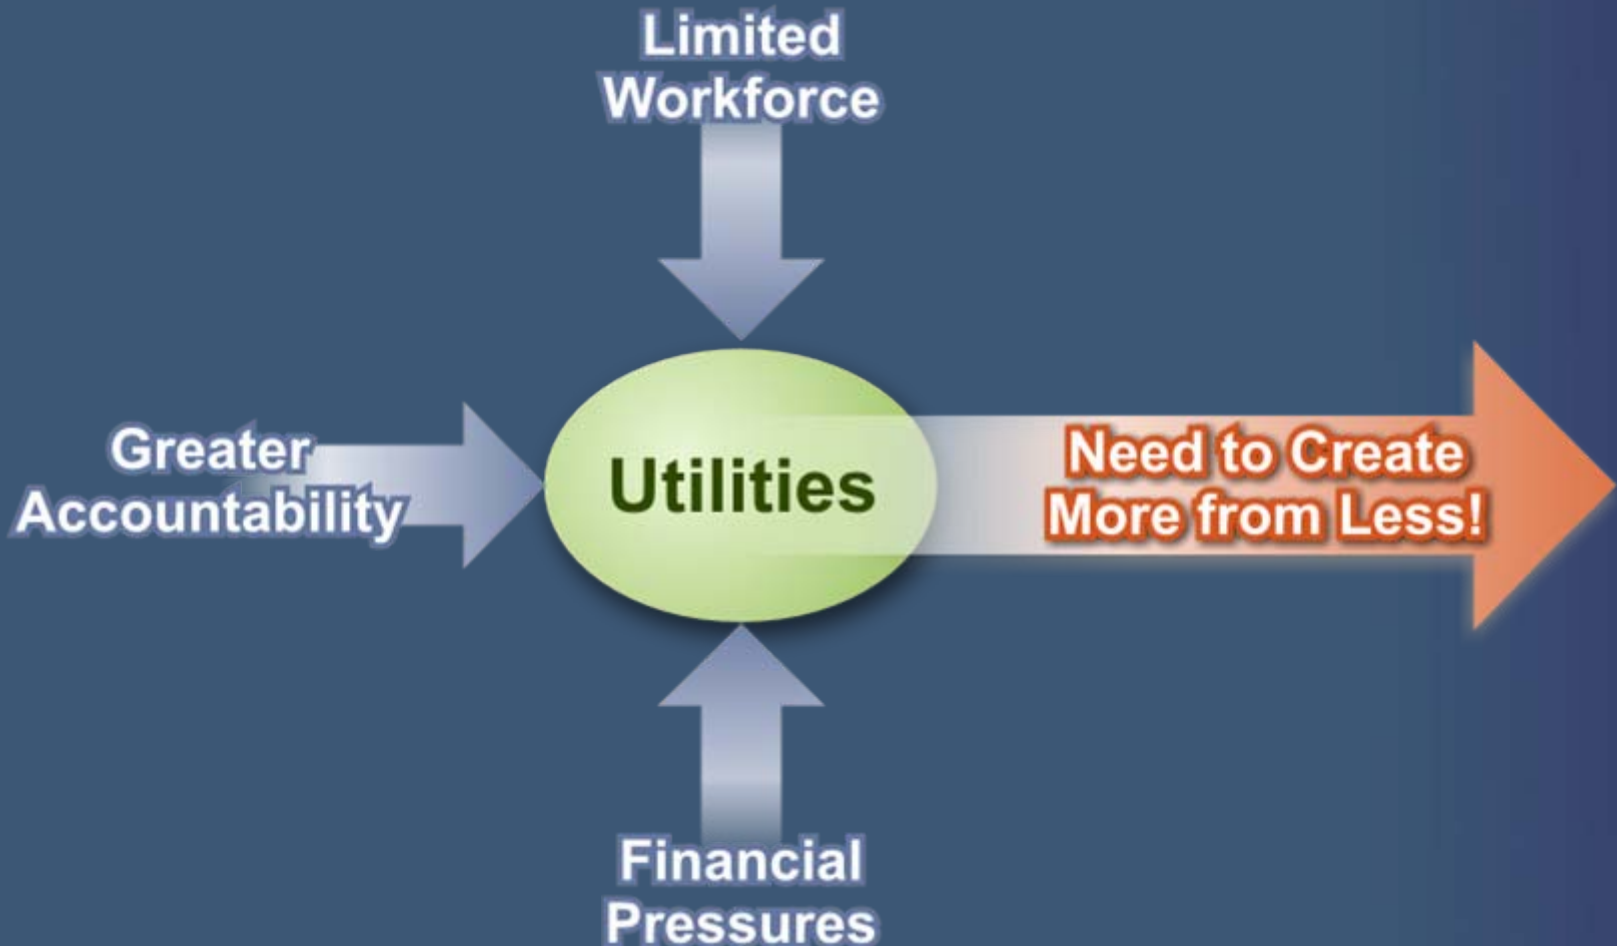 Limited
Workforce
Greater
Accountability
Utilities
Need to Create
More from Less!
Financial
Pressures